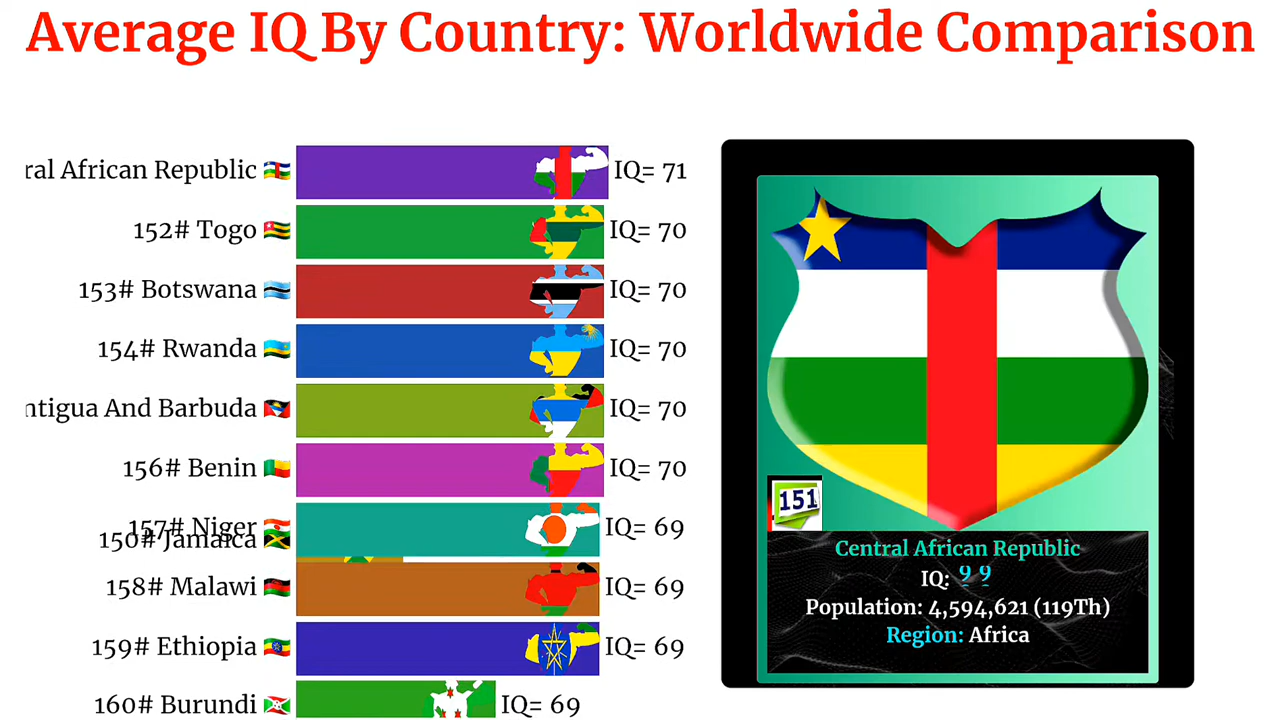 Average IQ By Country: Worldwide Comparison
ral African Republic IQ= 71
152# Togo IQ= 70
153# Botswana IQ= 70
154# Rwanda IQ= 70
ntigua And Barbuda IQ= 70
156# Benin IQ= 70
157# Niger IQ= 69
150# Jamaica
158# Malawi IQ= 69
159# Ethiopia IQ= 69
160# Burundi IQ= 69
151
Central African Republic
IQ:
Population: 4,594,621 (119Th)
Region: Africa